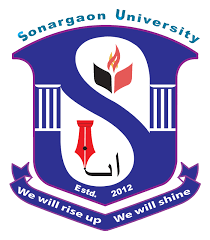 Sonargaon University
Estd. 2012
We will rise up We will shine